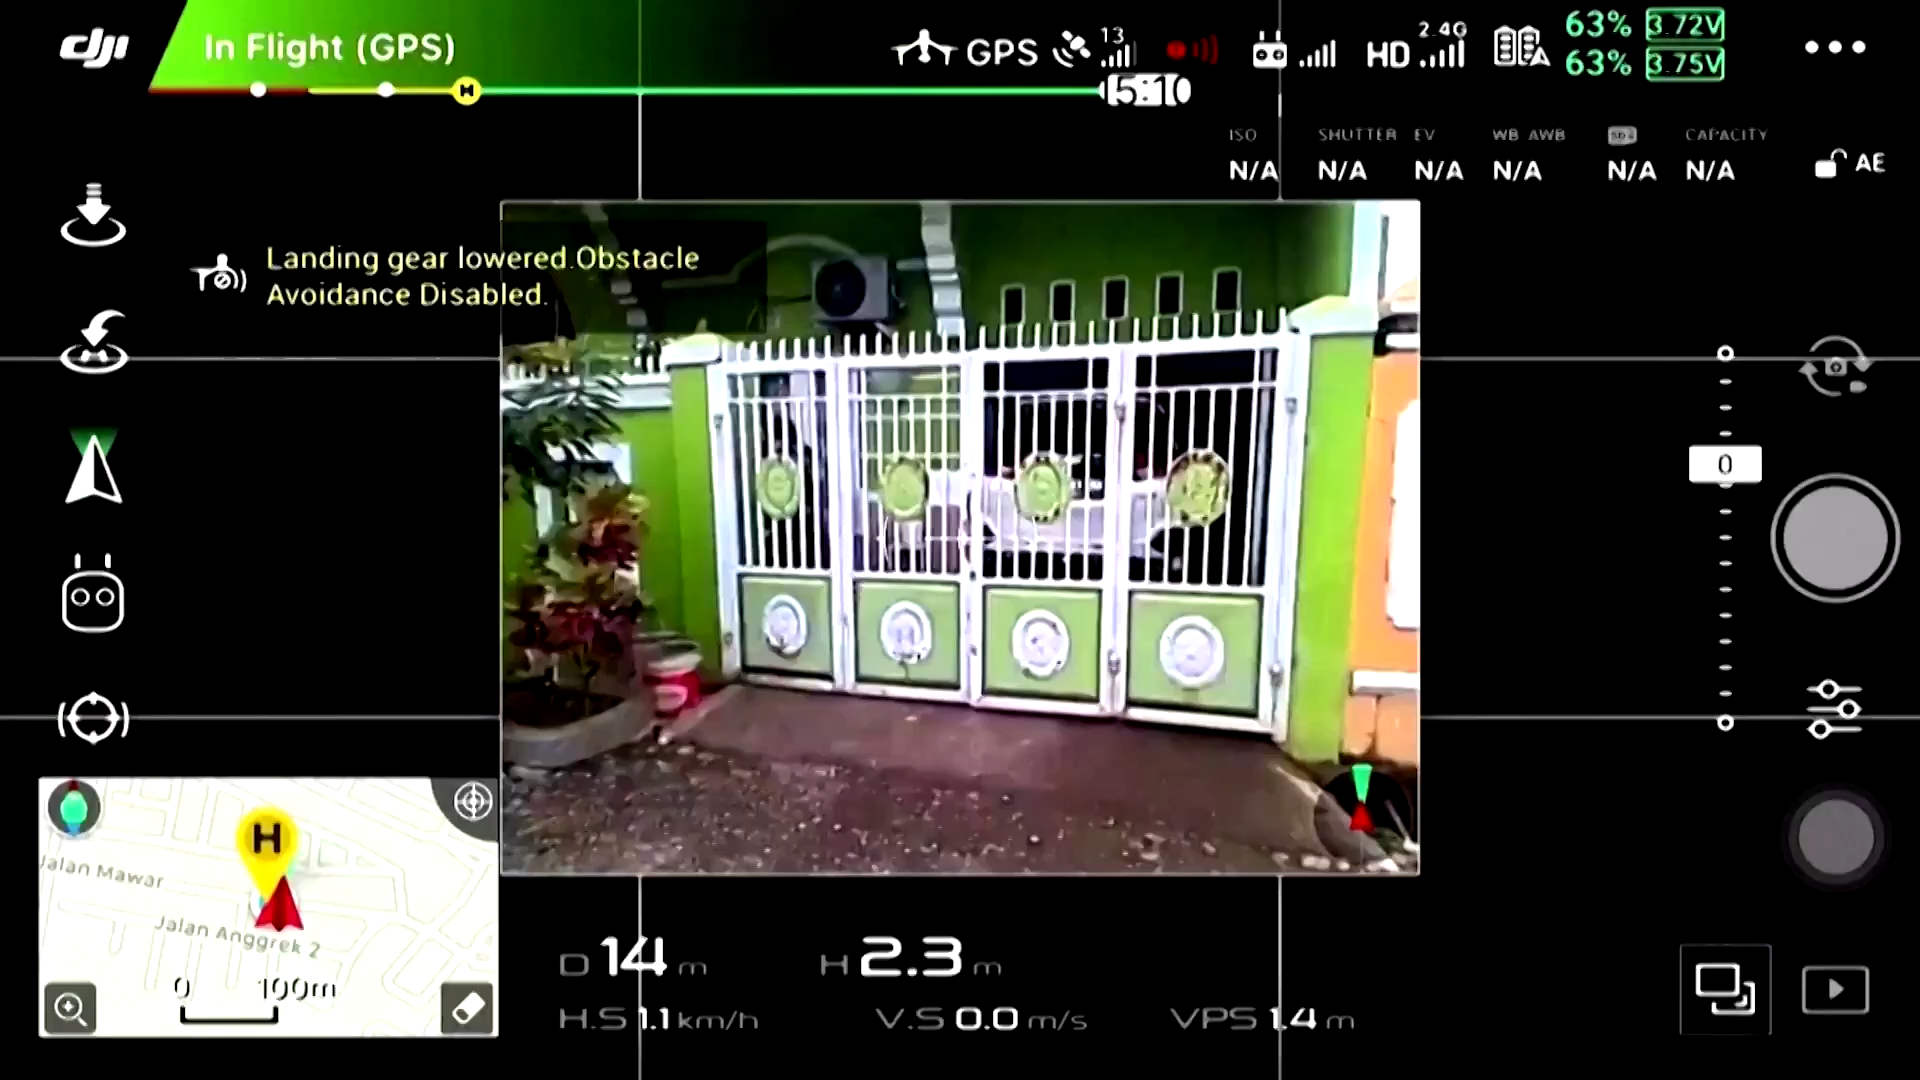 dji
In Flight (GPS)
GPS
13
HD
2.4G
63% 3.72V
63% 3.75V
H
15:10
ISO SHUTTER EV WB AWB SD CAPACITY
N/A N/A N/A N/A N/A N/A
AE
Landing gear lowered.Obstacle
Avoidance Disabled.
0
H
Jalan Mawar
Jalan Anggrek 2
0 100m
D 14 m H 2.3 m
H.S 1.1 km/h V.S 0.0 m/s VPS 1.4 m